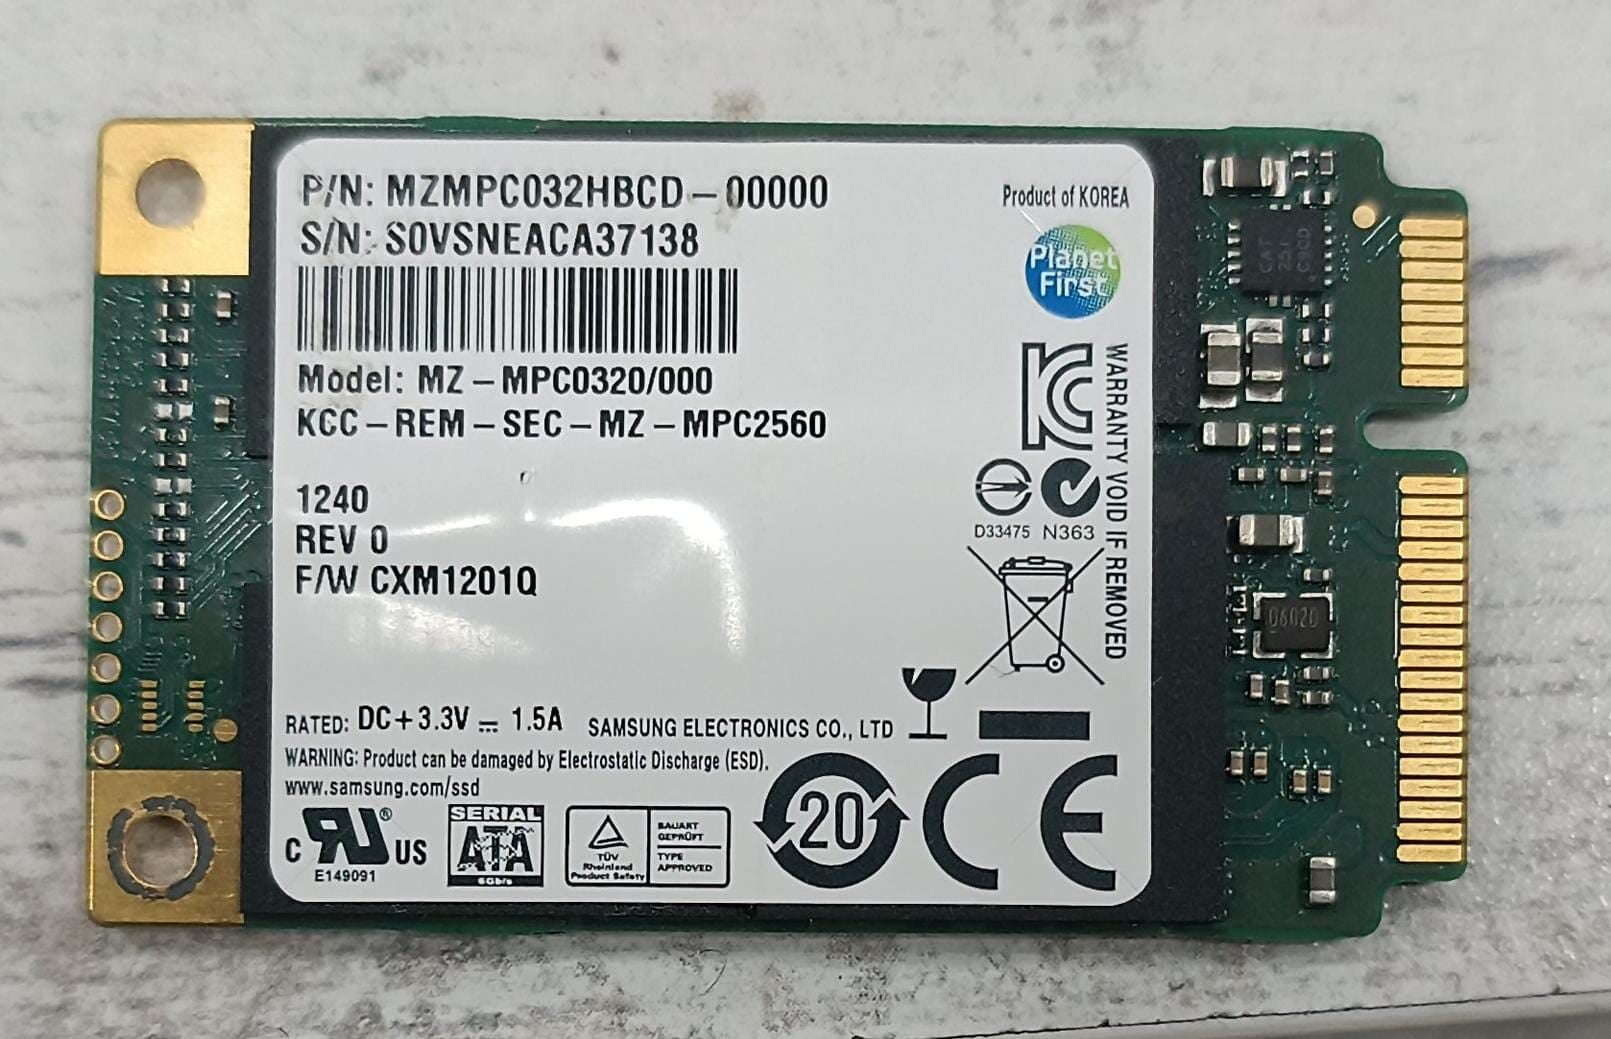 P/N: MZMPC032HBCD-00000
S/N: S0VSNEACA37138
Model: MZ-MPC0320/000
KCC-REM-SEC-MZ-MPC2560
1240
REV 0
F/W CXM1201Q
Product of KOREA
Planet
First
WARRANTY VOID IF REMOVED
D33475 N363
RATED: DC+3.3V 1.5A
SAMSUNG ELECTRONICS CO., LTD
WARNING: Product can be damaged by Electrostatic Discharge (ESD).
www.samsung.com/ssd
C RU® US
E149091
SERIAL
ATA
6Gb/s
TÜV
Rheinland
Product Safety
BAUART
GEPRÜFT
TYPE
APPROVED
20
CE
CAT